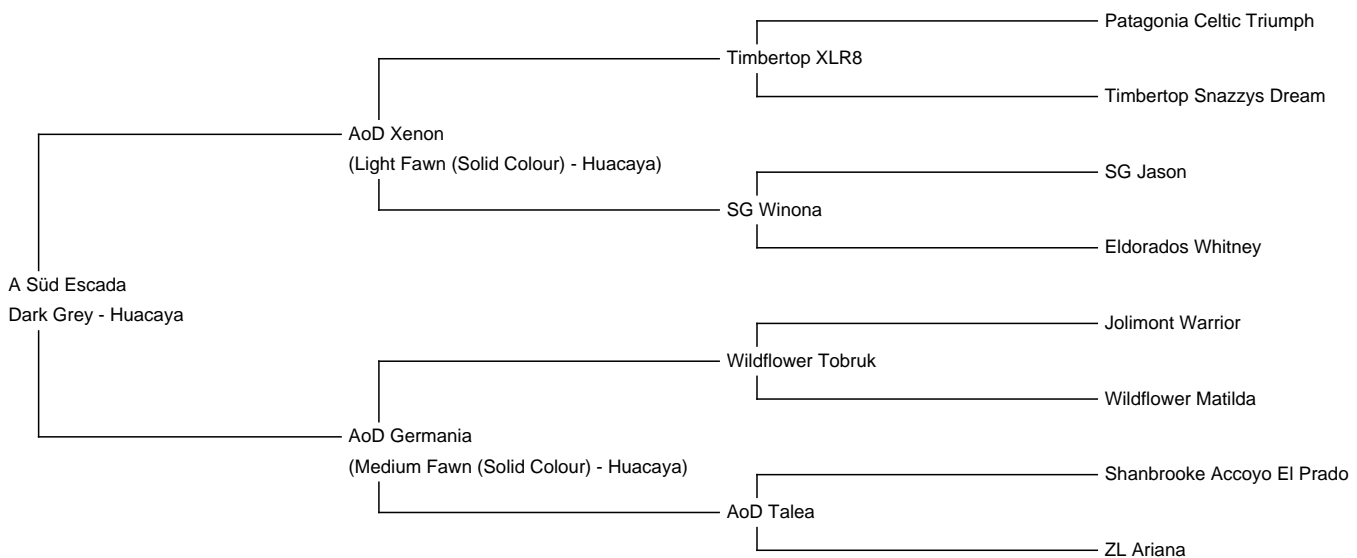 Patagonia Celtic Triumph
Timbertop XLR8
Timbertop Snazzys Dream
AoD Xenon
(Light Fawn (Solid Colour) - Huacaya)
SG Jason
SG Winona
Eldorados Whitney
A Süd Escada
Dark Grey - Huacaya
Jolimont Warrior
Wildflower Tobruk
Wildflower Matilda
AoD Germania
(Medium Fawn (Solid Colour) - Huacaya)
Shanbrooke Accoyo El Prado
AoD Talea
ZL Ariana